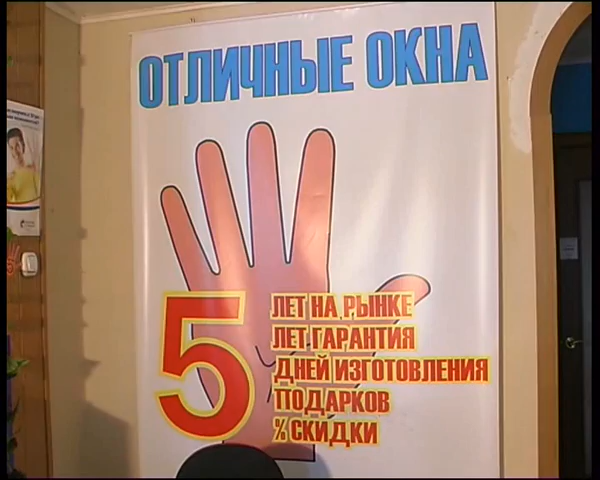 ОТЛИЧНЫЕ ОКНА
5
ЛЕТ НА РЫНКЕ
ЛЕТ ГАРАНТИЯ
ДНЕЙ ИЗГОТОВЛЕНИЯ
ПОДАРКОВ
% СКИДКИ